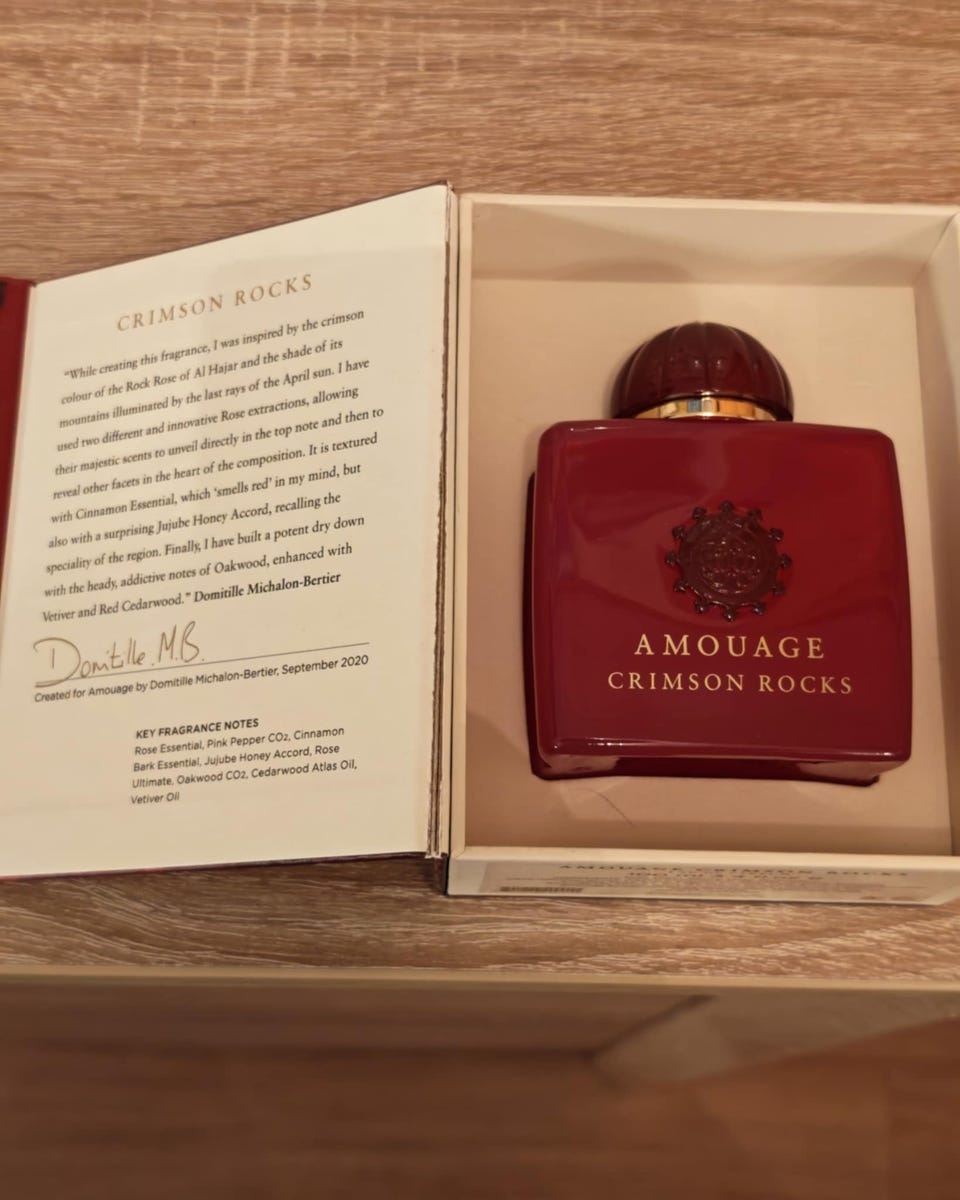 CRIMSON ROCKS
“While creating this fragrance, I was inspired by the crimson
colour of the Rock Rose of Al Hajar and the shade of its
mountains illuminated by the last rays of the April sun. I have
used two different and innovative Rose extractions, allowing
their majestic scents to unveil directly in the top note and then to
reveal other facets in the heart of the composition. It is textured
with Cinnamon Essential, which ‘smells red’ in my mind, but
also with a surprising Jujube Honey Accord, recalling the
speciality of the region. Finally, I have built a potent dry down
with the heady, addictive notes of Oakwood, enhanced with
Vetiver and Red Cedarwood.” Domitille Michalon-Bertier
Domitille.M.B.
Created for Amouage by Domitille Michalon-Bertier, September 2020
KEY FRAGRANCE NOTES
Rose Essential, Pink Pepper CO2, Cinnamon
Bark Essential, Jujube Honey Accord, Rose
Ultimate, Oakwood CO2, Cedarwood Atlas Oil,
Vetiver Oil
AMOUAGE
CRIMSON ROCKS
AMOUAGE CRIMSON ROCKS